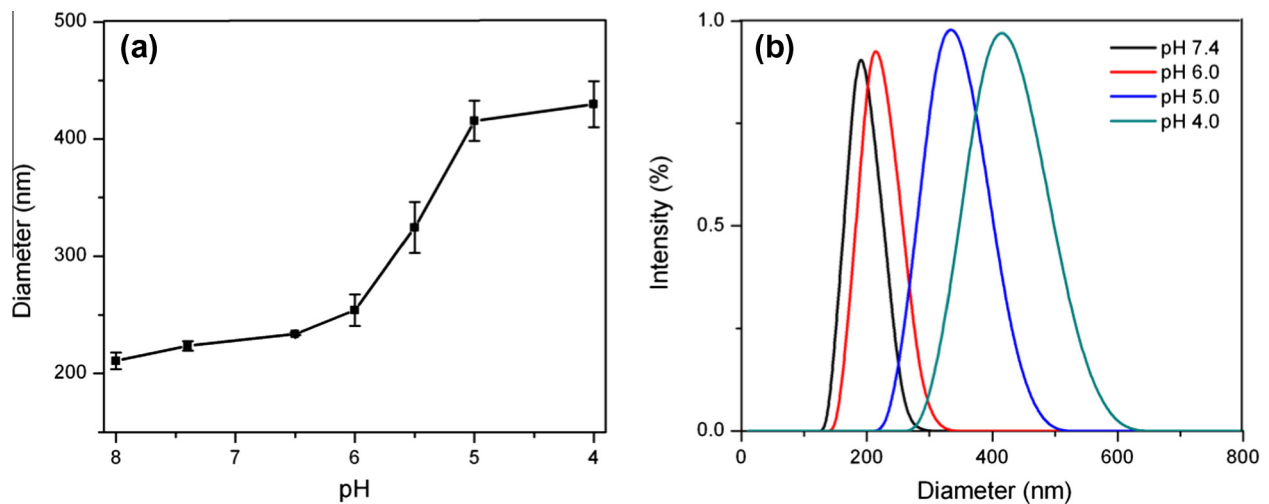 (a)
500
400
300
200
Diameter (nm)
8 7 6 5 4
pH
(b)
1.0
0.5
0.0
Intensity (%)
pH 7.4
pH 6.0
pH 5.0
pH 4.0
0 200 400 600 800
Diameter (nm)